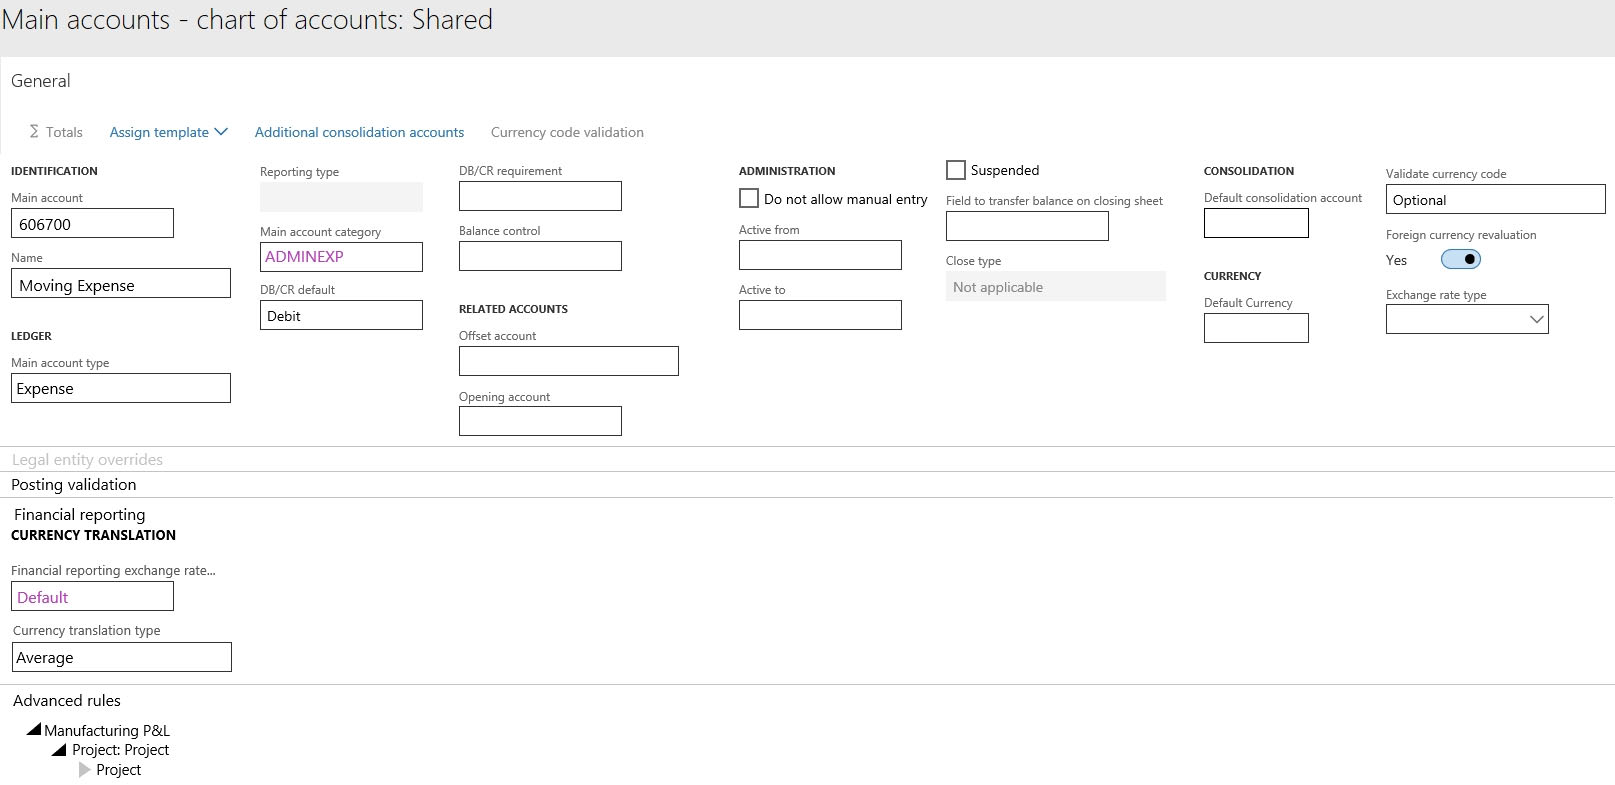 Main accounts - chart of accounts: Shared
General
Σ Totals
Assign template
Additional consolidation accounts
Currency code validation
IDENTIFICATION
Main account
606700
Name
Moving Expense
LEDGER
Main account type
Expense
Reporting type
Main account category
ADMINEXP
DB/CR default
Debit
DB/CR requirement
Balance control
RELATED ACCOUNTS
Offset account
Opening account
ADMINISTRATION
Do not allow manual entry
Active from
Active to
Suspended
Field to transfer balance on closing sheet
Close type
Not applicable
CONSOLIDATION
Default consolidation account
CURRENCY
Default Currency
Validate currency code
Optional
Foreign currency revaluation
Yes
Exchange rate type
Legal entity overrides
Posting validation
Financial reporting
CURRENCY TRANSLATION
Financial reporting exchange rate...
Default
Currency translation type
Average
Advanced rules
Manufacturing P&L
Project: Project
Project